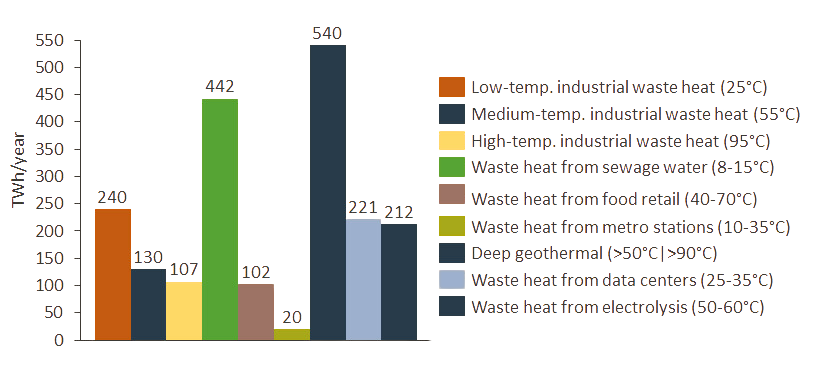 TWh/year
550
500
450
400
350
300
250
200
150
100
50
0
240
130
107
442
102
20
540
221
212
Low-temp. industrial waste heat (25°C)
Medium-temp. industrial waste heat (55°C)
High-temp. industrial waste heat (95°C)
Waste heat from sewage water (8-15°C)
Waste heat from food retail (40-70°C)
Waste heat from metro stations (10-35°C)
Deep geothermal (>50°C|>90°C)
Waste heat from data centers (25-35°C)
Waste heat from electrolysis (50-60°C)